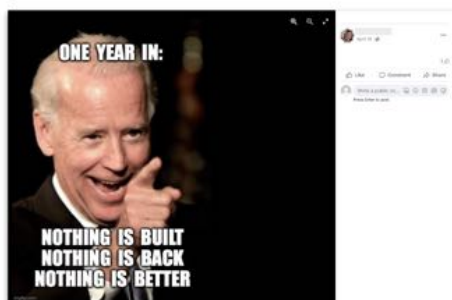 ONE YEAR IN:
NOTHING IS BUILT
NOTHING IS BACK
NOTHING IS BETTER
Like
Comment
Share